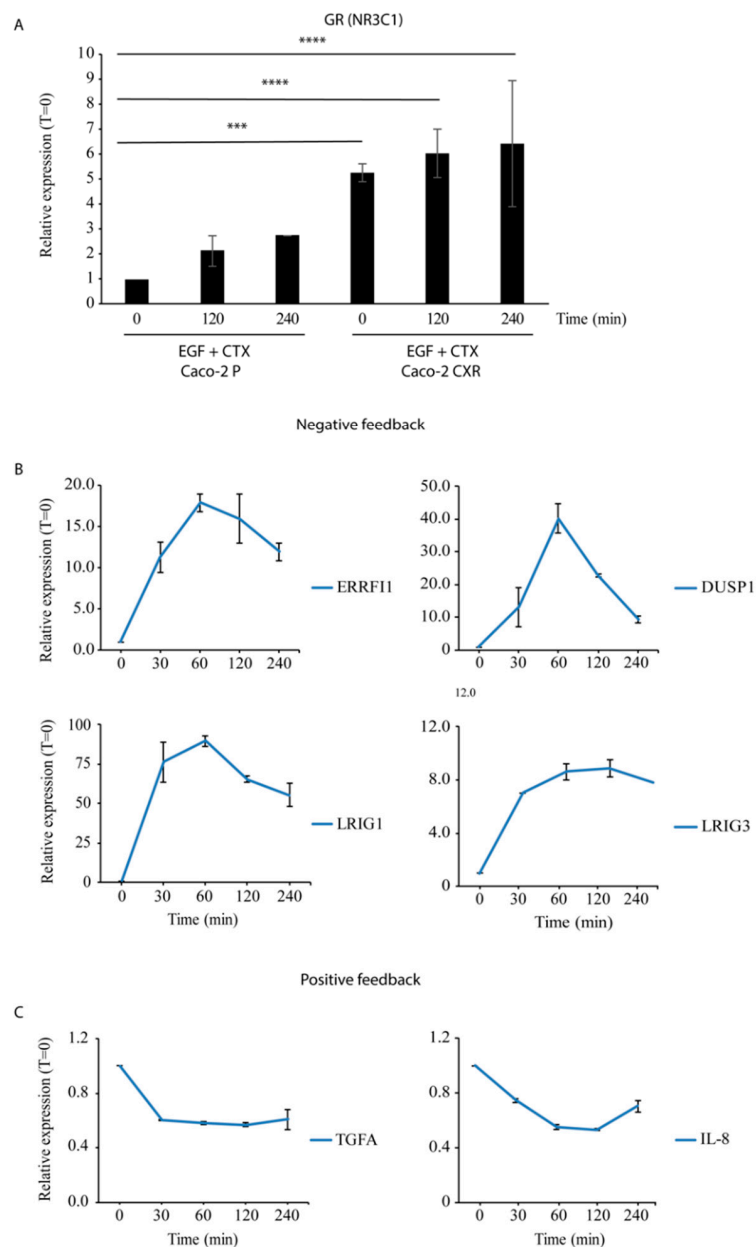 A
GR (NR3C1)
****
****
***
Relative expression (T=0)
10
9
8
7
6
5
4
3
2
1
0
0 120 240 0 120 240 Time (min)
EGF + CTX EGF + CTX
Caco-2 P Caco-2 CXR
Negative feedback
B
Relative expression (T=0)
20.0
15.0
10.0
5.0
0.0
0 30 60 120 240
ERRFI1
50.0
40.0
30.0
20.0
10.0
0.0
0 30 60 120 240
DUSP1
Relative expression (T=0)
100
75
50
25
0
0 30 60 120 240
Time (min)
LRIG1
12.0
12.0
8.0
4.0
0.0
0 30 60 120 240
Time (min)
LRIG3
Positive feedback
C
Relative expression (T=0)
1.2
0.8
0.4
0.0
0 30 60 120 240
Time (min)
TGFA
1.2
0.8
0.4
0.0
0 30 60 120 240
Time (min)
IL-8